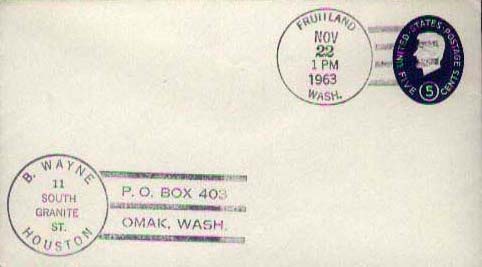 FRUITLAND
NOV
22
1 PM
1963
WASH.
UNITED · STATES · POSTAGE
FIVE 5 CENTS
B. WAYNE
11
SOUTH
GRANITE
ST.
HOUSTON
P. O. BOX 403
OMAK, WASH.